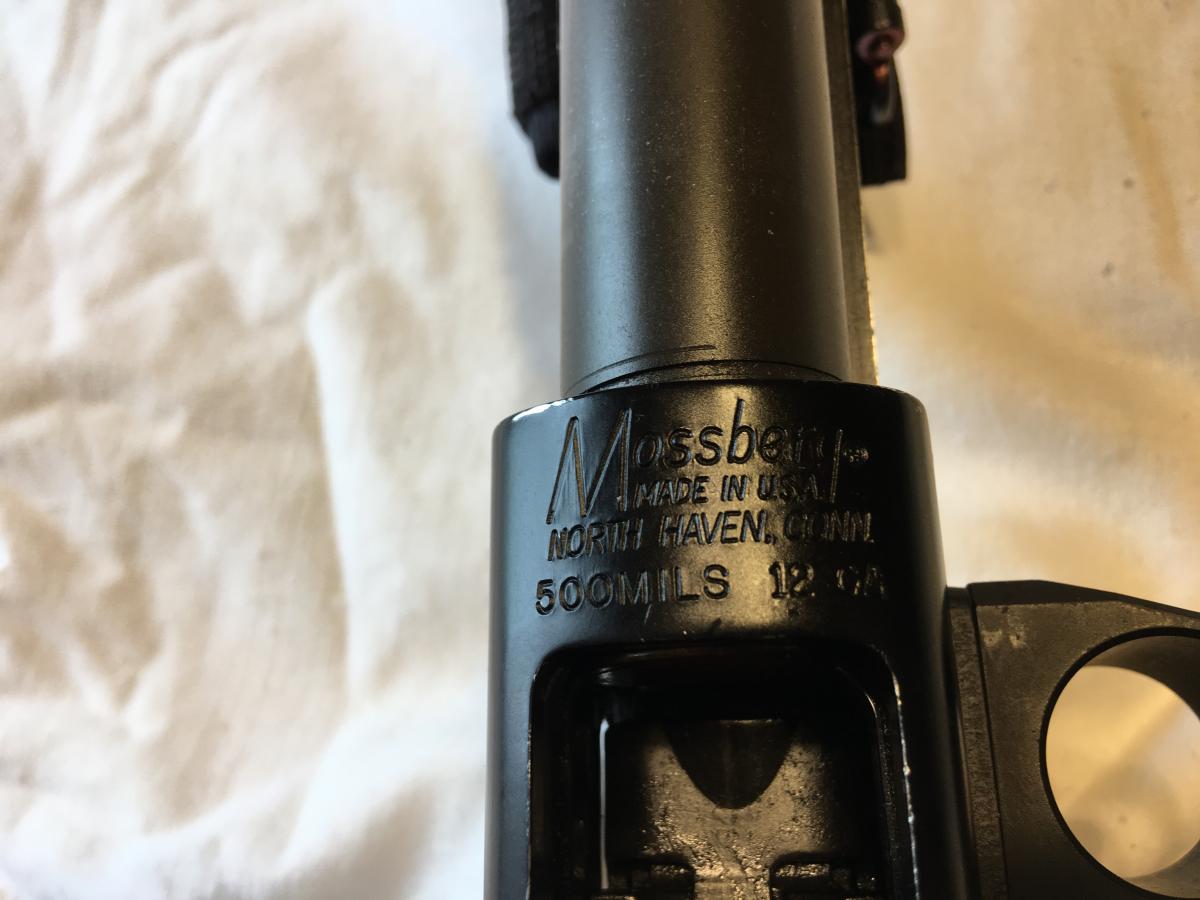 Mossberg
MADE IN U.S.A.
NORTH HAVEN, CONN.
500MILS 12 GA